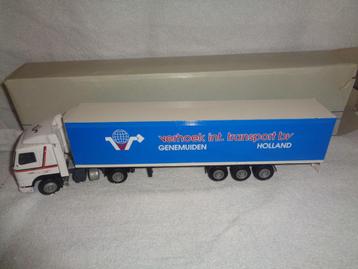 verhoek int. transport bv
GENEMUIDEN HOLLAND